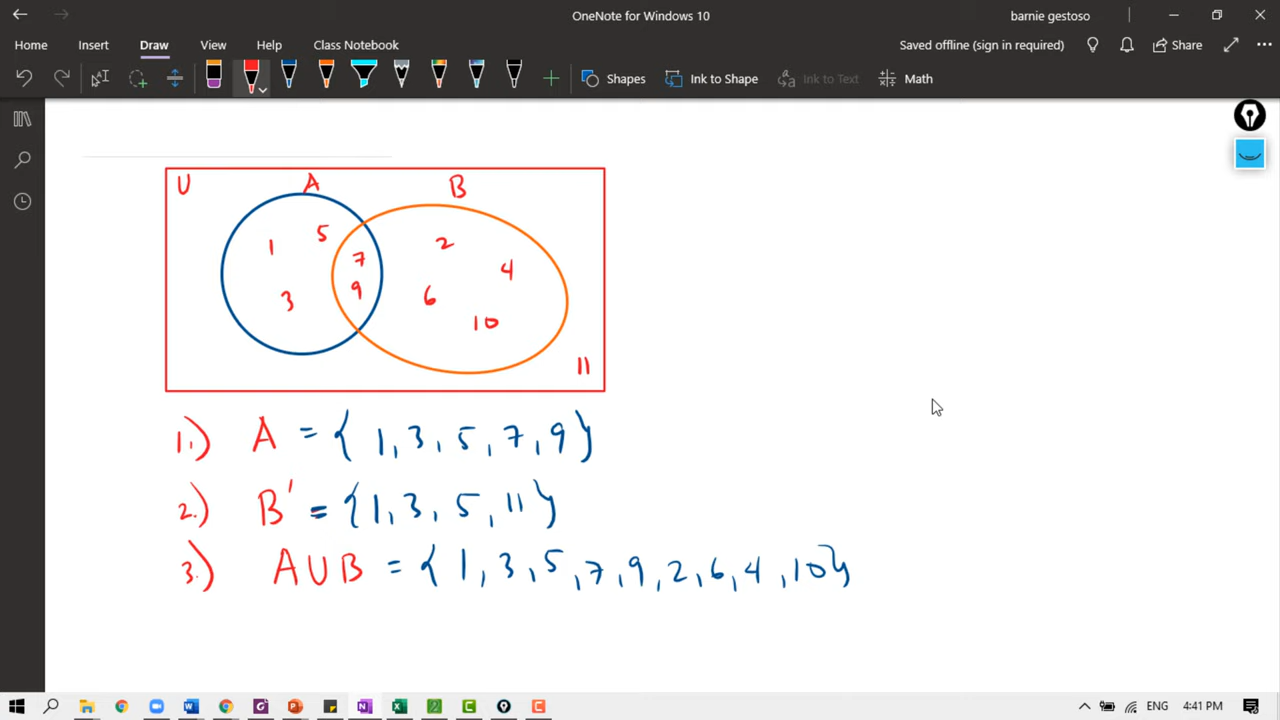 OneNote for Windows 10
barnie gestoso
Home Insert Draw View Help Class Notebook
Saved offline (sign in required)
Share
Shapes
Ink to Shape
Ink to Text
Math
U A B
1 5 7 2 4
3 9 6 10
11
1.) A = { 1, 3, 5, 7, 9 }
2.) B' = { 1, 3, 5, 11 }
3.) A U B = { 1, 3, 5, 7, 9, 2, 6, 4, 10 }
ENG 4:41 PM